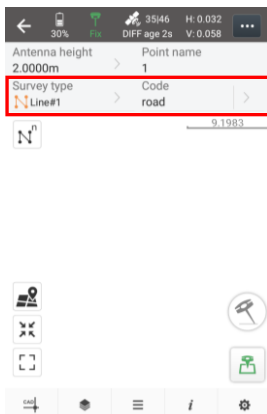 35|46 H: 0.032
30% Fix DIFF age 2s V: 0.058
Antenna height Point name
2.0000m 1
Survey type Code
Line#1 road
9.1983
N n
CAD i